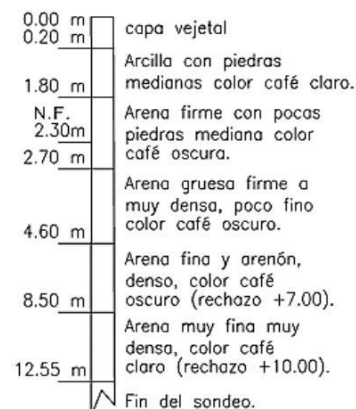 0.00 m
0.20 m
capa vejetal
Arcilla con piedras
medianas color café claro.
1.80 m
N.F.
2.30m
Arena firme con pocas
piedras mediana color
café oscura.
2.70 m
Arena gruesa firme a
muy densa, poco fino
color café oscuro.
4.60 m
Arena fina y arenón,
denso, color café
oscuro (rechazo +7.00).
8.50 m
Arena muy fina muy
densa, color café
claro (rechazo +10.00).
12.55 m
Fin del sondeo.